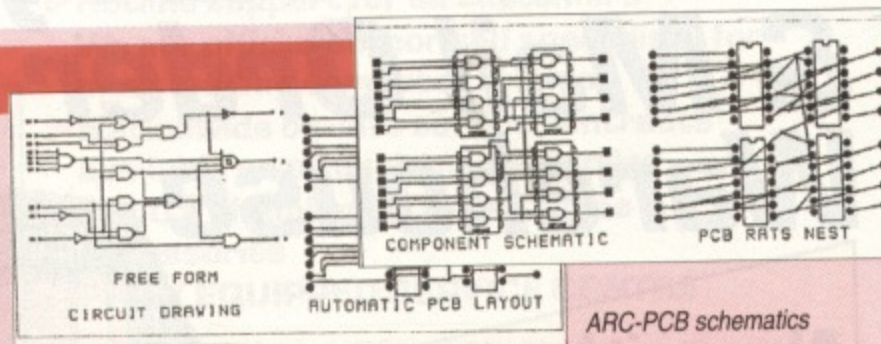 COMPONENT SCHEMATIC
PCB RATS NEST
FREE FORM
CIRCUIT DRAWING
AUTOMATIC PCB LAYOUT
ARC-PCB schematics